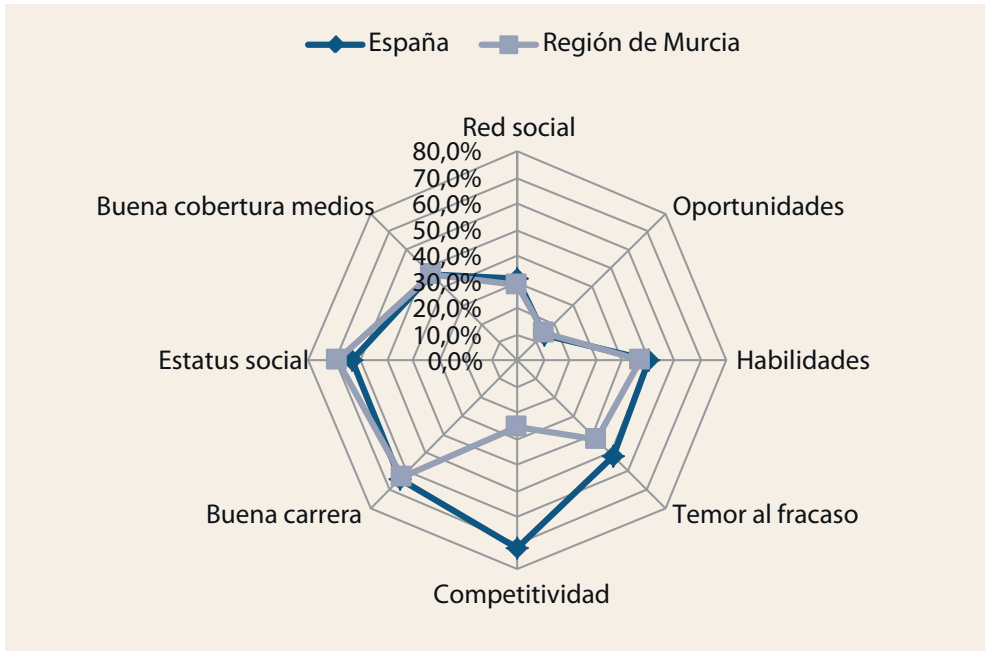 España
Región de Murcia
Red social
80,0%
70,0%
60,0%
50,0%
40,0%
30,0%
20,0%
10,0%
0,0%
Buena cobertura medios
Oportunidades
Estatus social
Habilidades
Buena carrera
Temor al fracaso
Competitividad